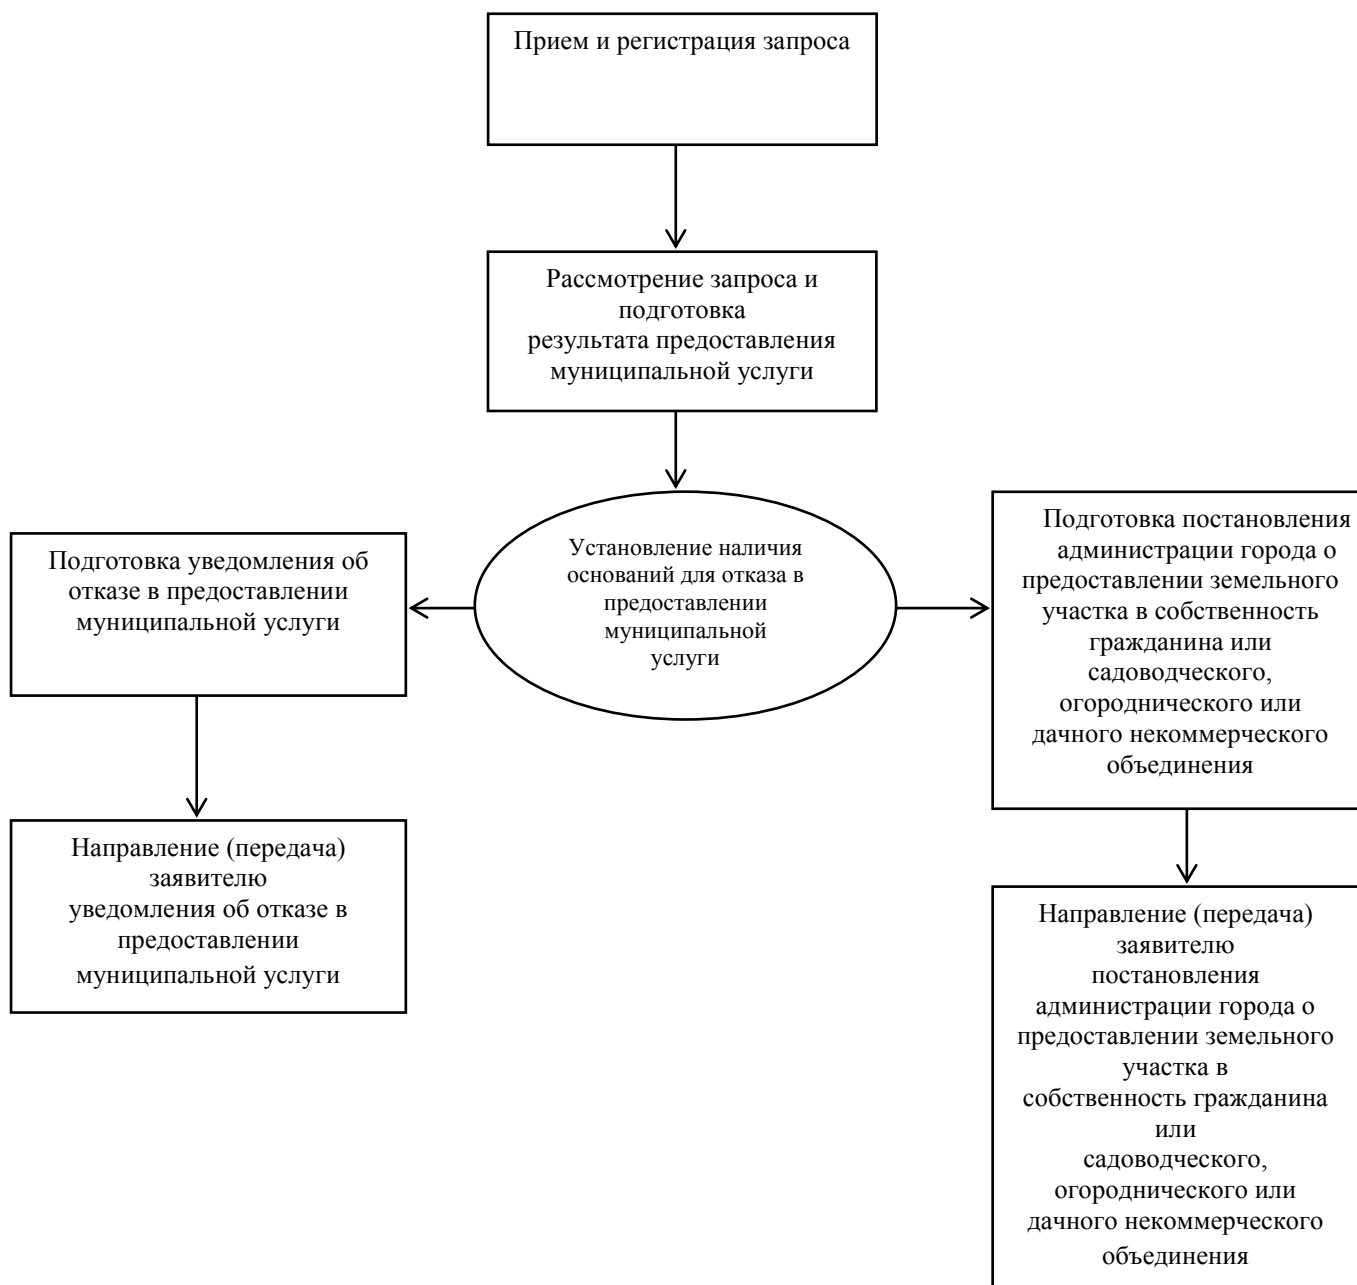 Прием и регистрация запроса
Рассмотрение запроса и
подготовка
результата предоставления
муниципальной услуги
Установление наличия
оснований для отказа в
предоставлении
муниципальной
услуги
Подготовка уведомления об
отказе в предоставлении
муниципальной услуги
Направление (передача)
заявителю
уведомления об отказе в
предоставлении
муниципальной услуги
Подготовка постановления
администрации города о
предоставлении земельного
участка в собственность
гражданина или
садоводческого,
огороднического или
дачного некоммерческого
объединения
Направление (передача)
заявителю
постановления
администрации города о
предоставлении земельного
участка в
собственность гражданина
или
садоводческого,
огороднического или
дачного некоммерческого
объединения